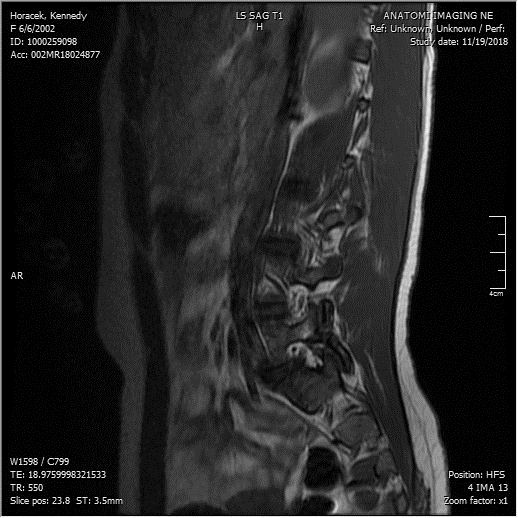 Horacek, Kennedy
F 6/6/2002
ID: 1000259098
Acc: 002MR18024877
LS SAG T1
H
ANATOMI IMAGING NE
Ref: Unknown, Unknown / Perf:
Study date: 11/19/2018
AR
4cm
W1598 / C799
TE: 18.9759998321533
TR: 550
Slice pos: 23.8 ST: 3.5mm
Position: HFS
4 IMA 13
Zoom factor: x1